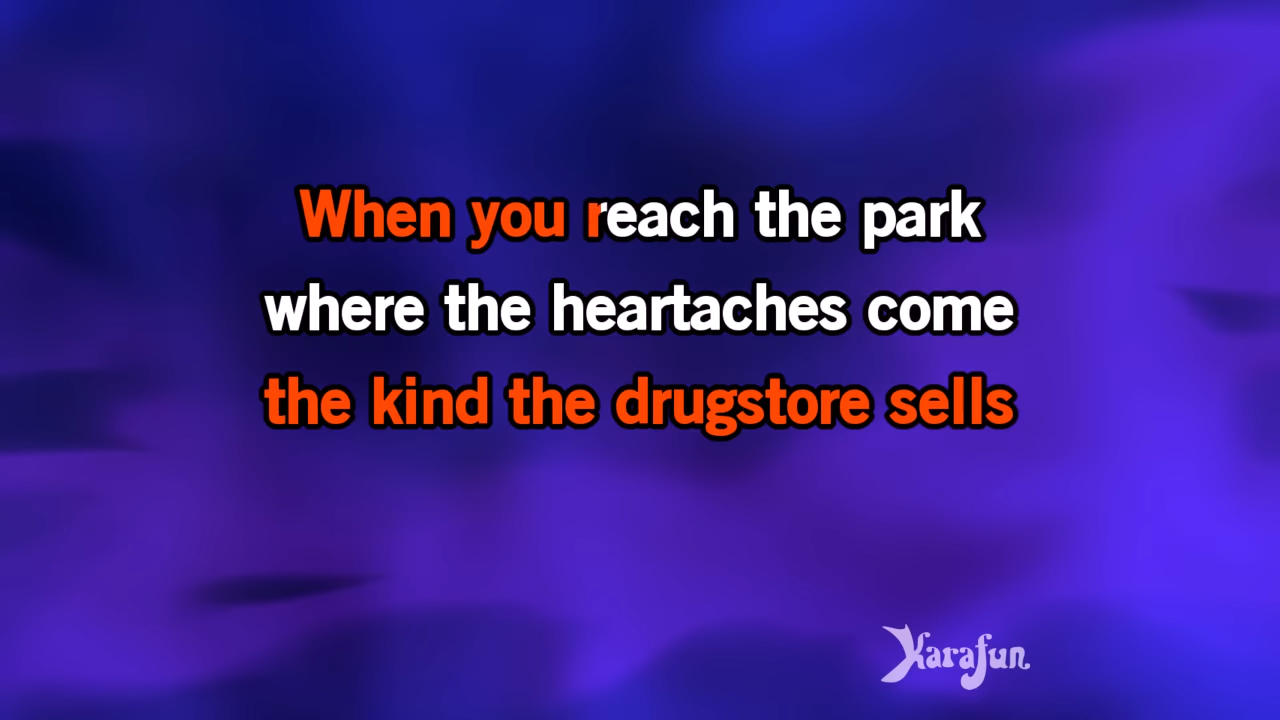 When you reach the park
where the heartaches come
the kind the drugstore sells
Karafun